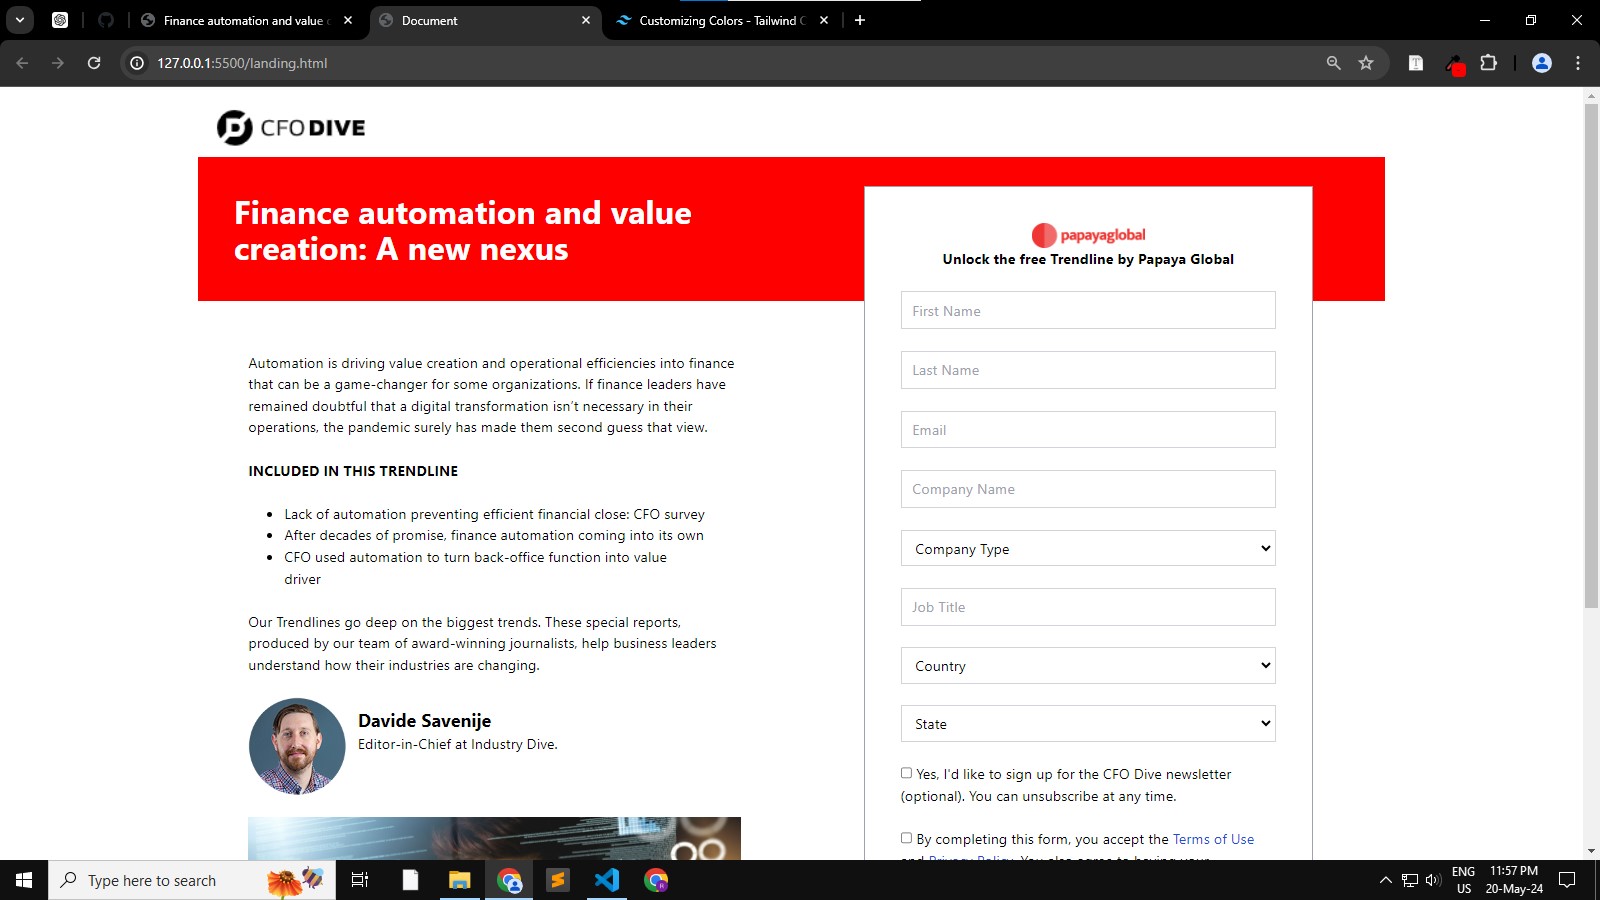 Finance automation and value
Document
Customizing Colors - Tailwind C
127.0.0.1:5500/landing.html
CFO DIVE
Finance automation and value
creation: A new nexus
papayaglobal
Unlock the free Trendline by Papaya Global
First Name
Last Name
Email
Company Name
Company Type
Job Title
Country
State
Yes, I'd like to sign up for the CFO Dive newsletter
(optional). You can unsubscribe at any time.
By completing this form, you accept the Terms of Use
and Privacy Policy. You also agree to having your
Automation is driving value creation and operational efficiencies into finance
that can be a game-changer for some organizations. If finance leaders have
remained doubtful that a digital transformation isn’t necessary in their
operations, the pandemic surely has made them second guess that view.
INCLUDED IN THIS TRENDLINE
• Lack of automation preventing efficient financial close: CFO survey
• After decades of promise, finance automation coming into its own
• CFO used automation to turn back-office function into value
driver
Our Trendlines go deep on the biggest trends. These special reports,
produced by our team of award-winning journalists, help business leaders
understand how their industries are changing.
Davide Savenije
Editor-in-Chief at Industry Dive.
Type here to search
ENG
US
11:57 PM
20-May-24